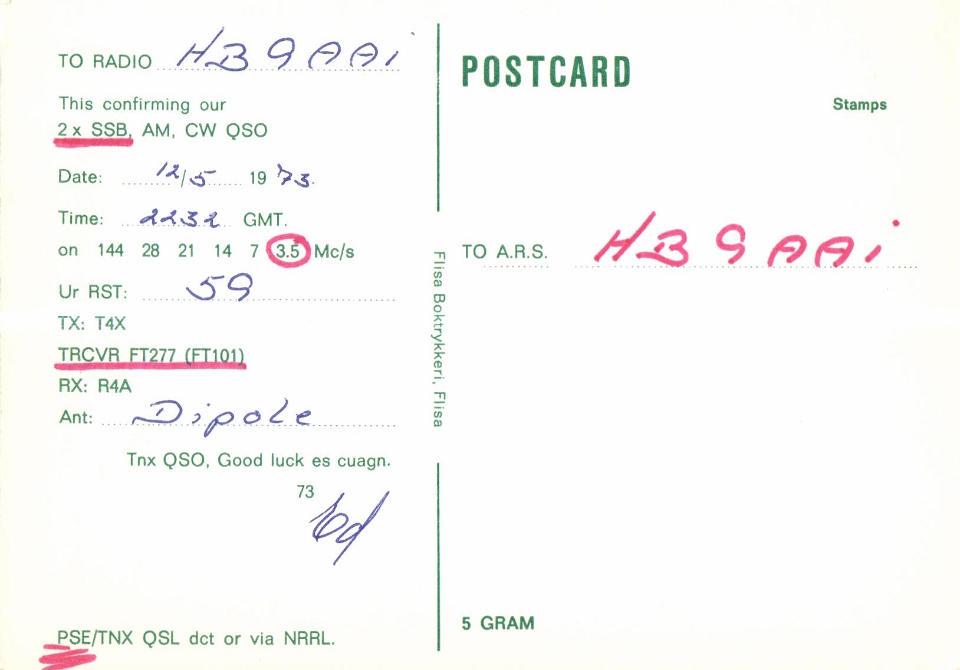 TO RADIO HB9AAi
This confirming our
2 x SSB, AM, CW QSO
Date: 12/5 1973.
Time: 2232 GMT.
on 144 28 21 14 7 3.5 Mc/s
Ur RST: 59
TX: T4X
TRCVR FT277 (FT101)
RX: R4A
Ant: Dipole
Tnx QSO, Good luck es cuagn.
73
PSE/TNX QSL dct or via NRRL.
Flisa Boktrykkeri, Flisa
POSTCARD
Stamps
TO A.R.S. HB9AAi
5 GRAM